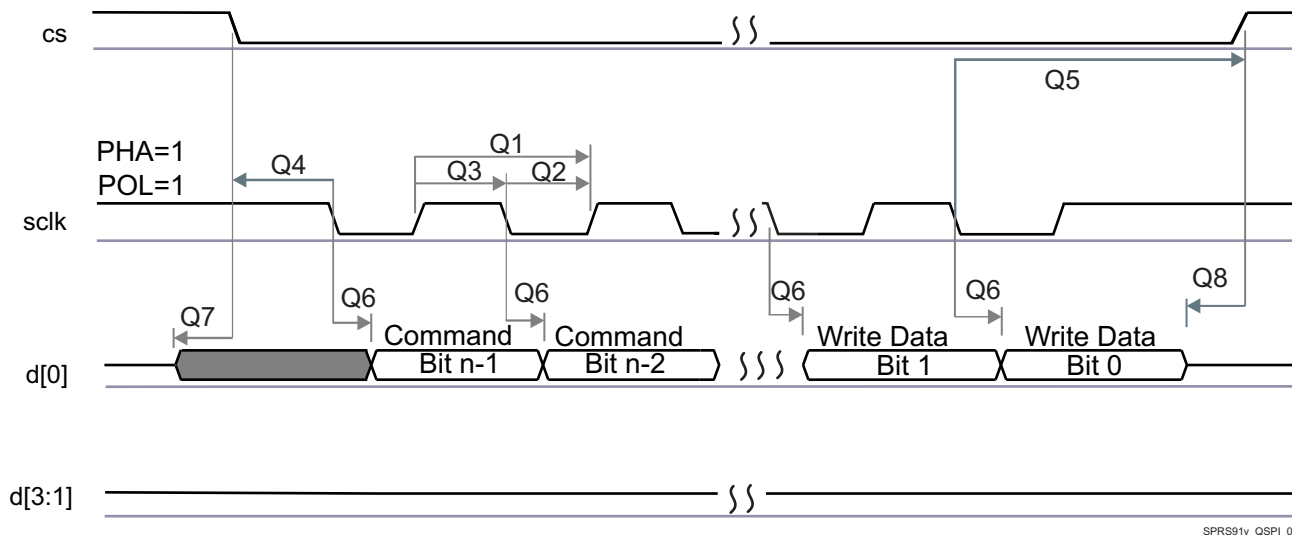 cs
Q5
PHA=1
Q1
Q4
Q3
Q2
POL=1
sclk
Q7
Q6
Q6
Q6
Q6
Q8
Command
Command
Write Data
Write Data
d[0]
Bit n-1
Bit n-2
Bit 1
Bit 0
d[3:1]